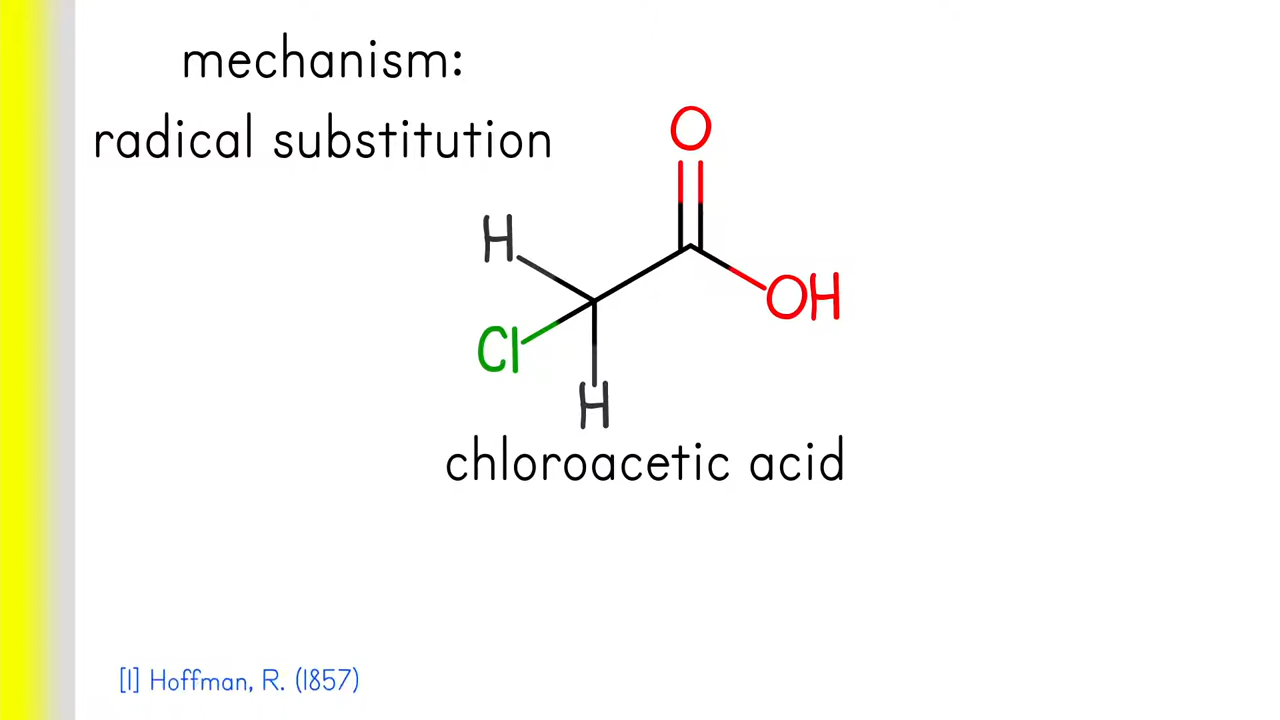 mechanism:
radical substitution
O
H
OH
Cl
H
chloroacetic acid
[1] Hoffman, R. (1857)